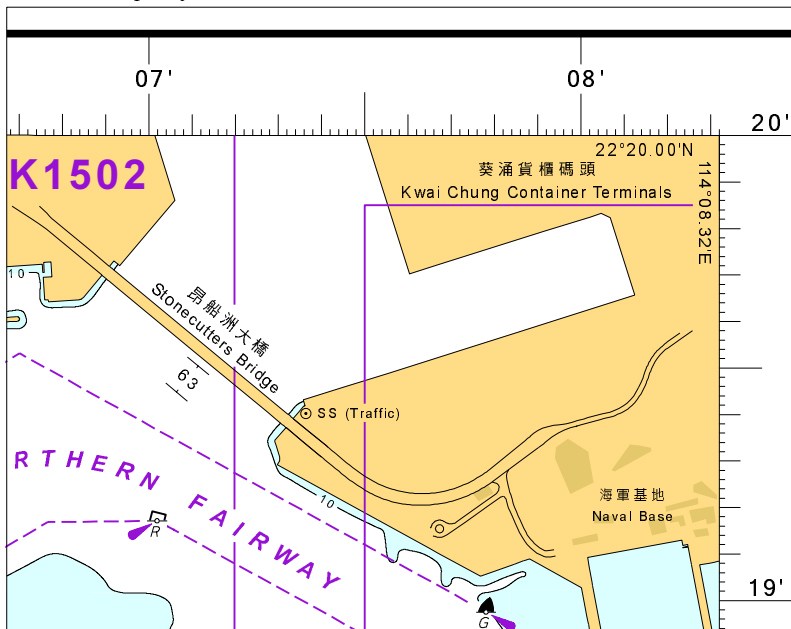 07'
08'
20'
22°20.00'N
K1502
葵涌貨櫃碼頭
Kwai Chung Container Terminals
114°08.32'E
10
昂船洲大橋
Stonecutters Bridge
63
SS (Traffic)
RTHERN FAIRWAY
10
海軍基地
Naval Base
R
19'
G